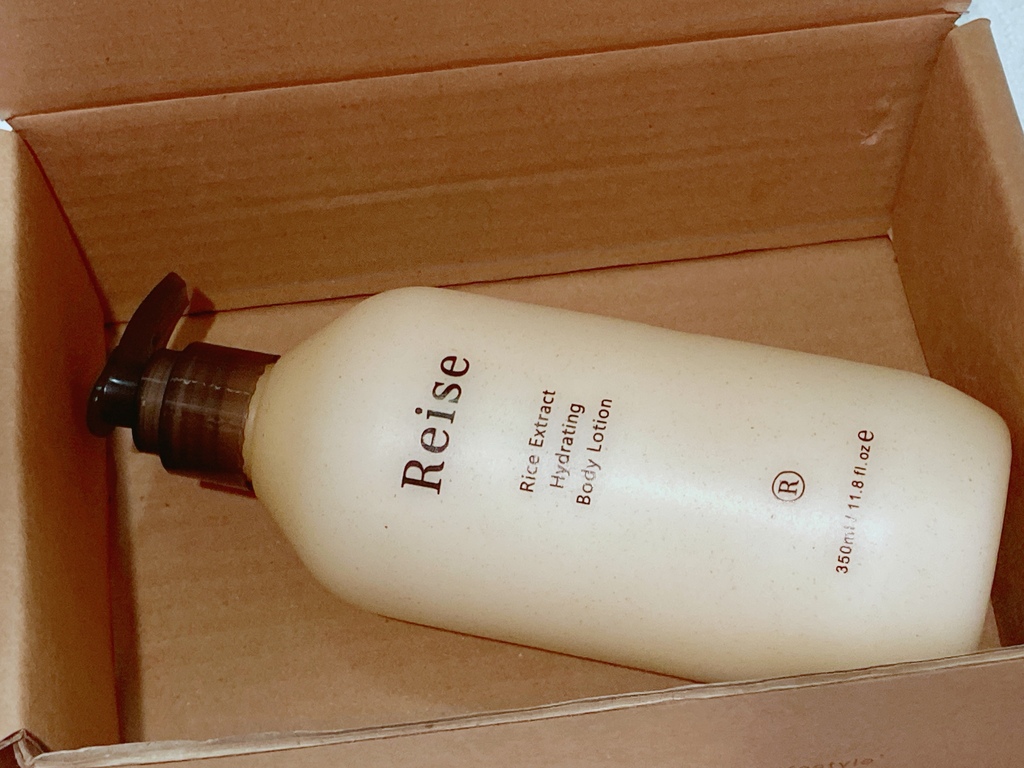 Reise
Rice Extract
Hydrating
Body Lotion
R
350ml / 11.8 fl.oz e